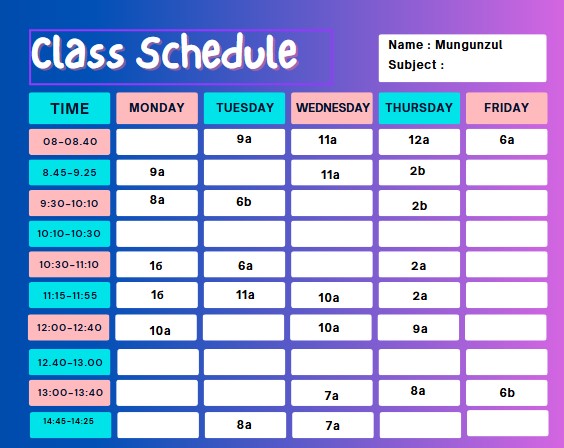 Class Schedule
Name : Mungunzul
Subject :
TIME MONDAY TUESDAY WEDNESDAY THURSDAY FRIDAY
08-08.40 9a 11a 12a 6a
8.45-9.25 9a 11a 2b
9:30-10:10 8a 6b 2b
10:10-10:30
10:30-11:10 16 6a 2a
11:15-11:55 16 11a 10a 2a
12:00-12:40 10a 10a 9a
12.40-13.00
13:00-13:40 7a 8a 6b
14:45-14:25 8a 7a